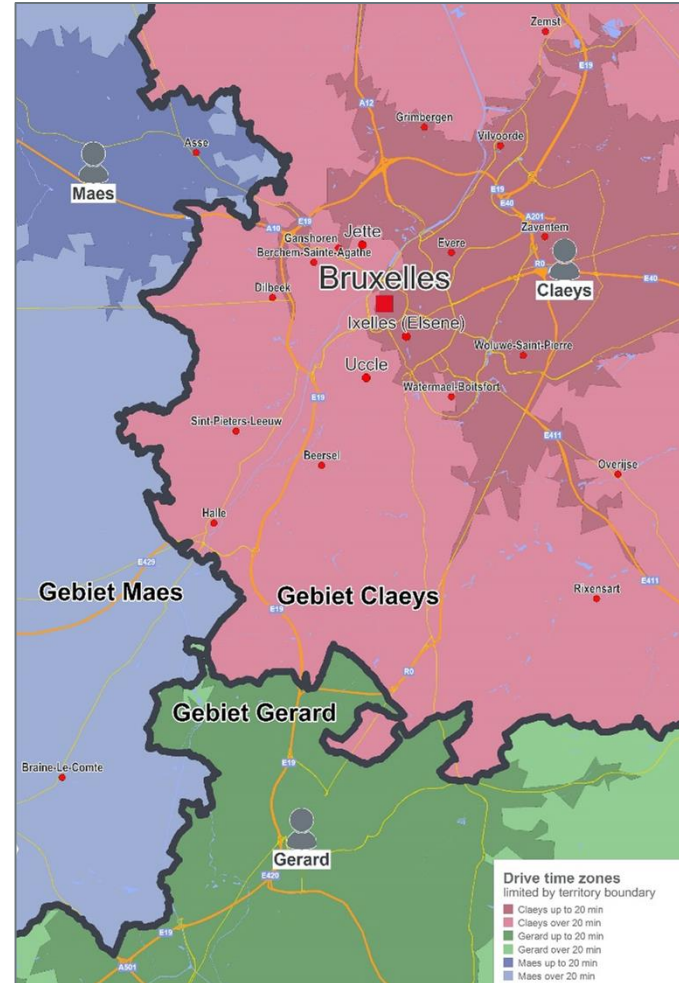 Zemst
E19
A12
Grimbergen
Vilvoorde
Asse
Maes
E19
E40
A201
Zaventem
A10
E19
Jette
Ganshoren
Berchem-Sainte-Agathe
Evere
R0
E40
Claeys
Bruxelles
Dilbeek
Ixelles (Elsene)
Woluwe-Saint-Pierre
Uccle
Watermael-Boitsfort
E19
Sint-Pieters-Leeuw
E411
Beersel
Overijse
Halle
E429
Gebiet Maes
Gebiet Claeys
E411
Rixensart
E19
R0
Gebiet Gerard
E19
Braine-Le-Comte
Gerard
E420
E19
A501
Drive time zones
limited by territory boundary
Claeys up to 20 min
Claeys over 20 min
Gerard up to 20 min
Gerard over 20 min
Maes up to 20 min
Maes over 20 min